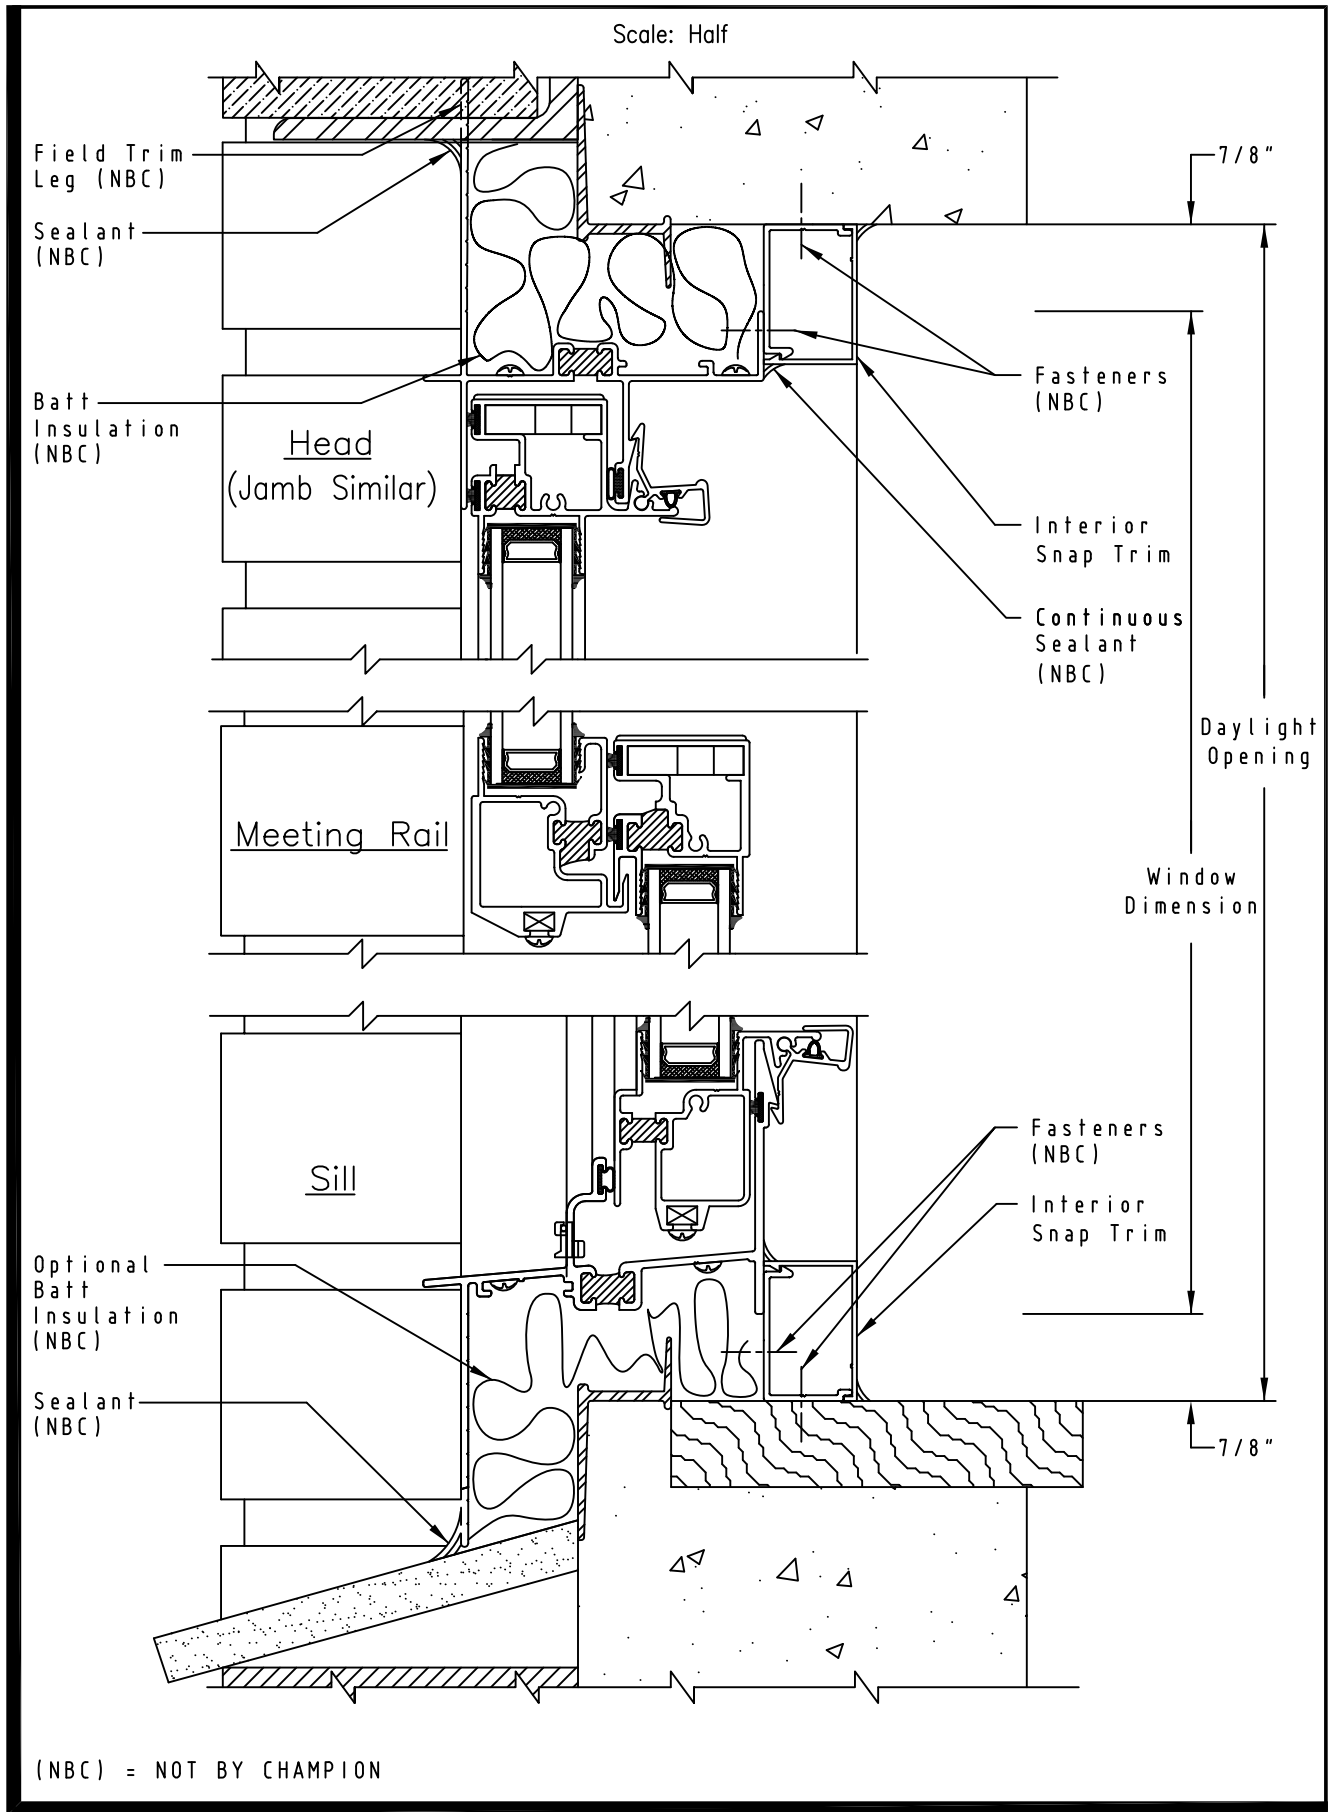 Scale: Half
Field Trim
Leg (NBC)
Sealant
(NBC)
Batt
Insulation
(NBC)
Head
(Jamb Similar)
7/8"
Fasteners
(NBC)
Interior
Snap Trim
Continuous
Sealant
(NBC)
Daylight
Opening
Meeting Rail
Window
Dimension
Sill
Fasteners
(NBC)
Interior
Snap Trim
Optional
Batt
Insulation
(NBC)
Sealant
(NBC)
7/8"
(NBC) = NOT BY CHAMPION